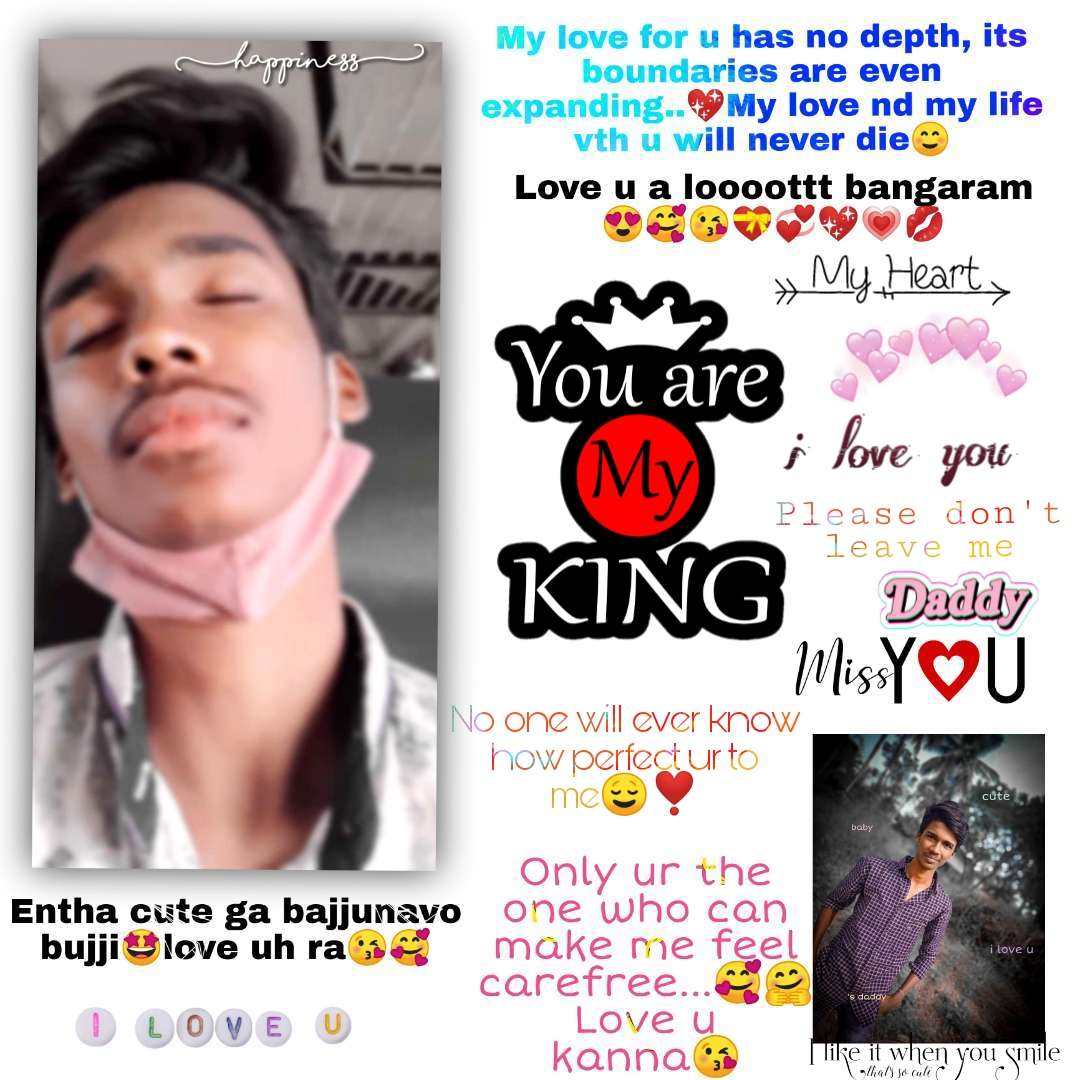 happiness
My love for u has no depth, its
boundaries are even
expanding..💖My love nd my life
vth u will never die😊
Love u a loooottt bangaram
😍🥰😘💝💞💖💗💋
My Heart
You are
My
KING
i love you
Please don't
leave me
Daddy
Miss YOU
No one will ever know
how perfect ur to
me😌❣️
Only ur the
one who can
make me feel
carefree...🥰🤗
Love u
kanna😘
cute
baby
i love u
's daddy
I like it when you smile
that's so cute
Entha cute ga bajjunavo
bujji🤩love uh ra😘🥰
I LOVE U